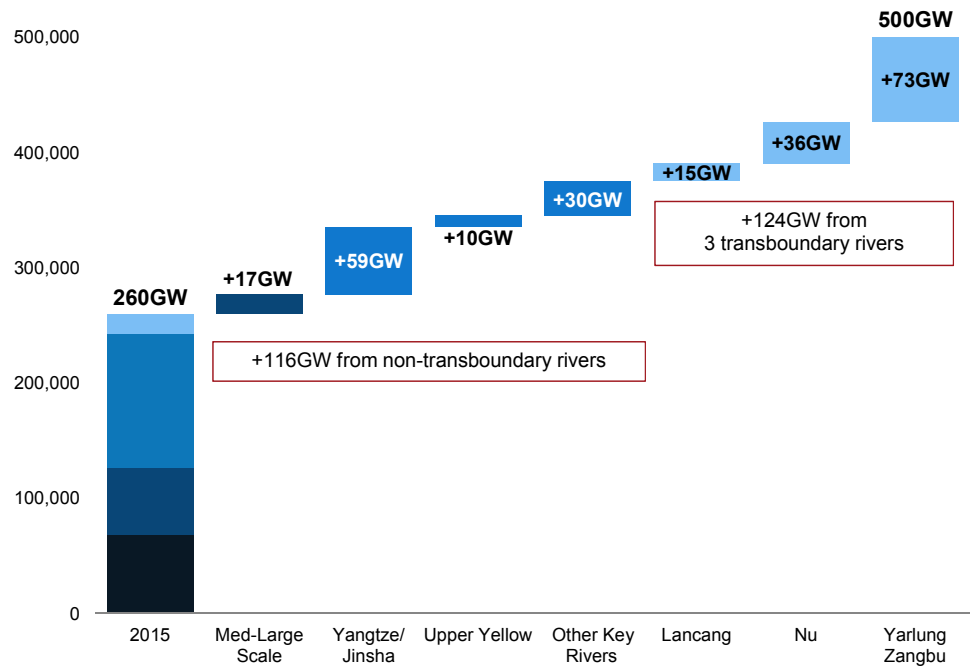 500GW
500,000
+73GW
400,000
+36GW
+15GW
+30GW
+124GW from
3 transboundary rivers
+10GW
+59GW
300,000
+17GW
260GW
+116GW from non-transboundary rivers
200,000
100,000
0
2015
Med-Large
Scale
Yangtze/
Jinsha
Upper Yellow
Other Key
Rivers
Lancang
Nu
Yarlung
Zangbu